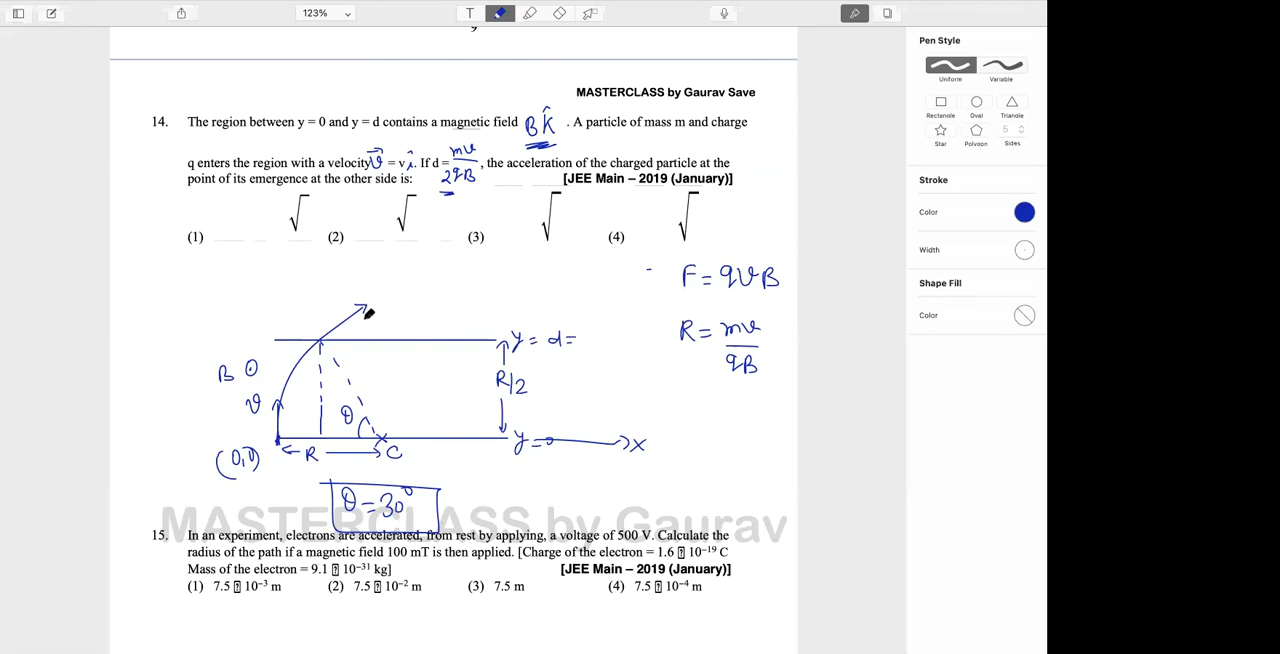 123%
T
Pen Style
Uniform
Variable
Rectangle
Oval
Triangle
Star
Polygon
5
Sides
Stroke
Color
Width
Shape Fill
Color
MASTERCLASS by Gaurav Save
14. The region between y = 0 and y = d contains a magnetic field B k̂ . A particle of mass m and charge
q enters the region with a velocity v⃗ = v î. If d = mv/2qB, the acceleration of the charged particle at the
point of its emergence at the other side is: [JEE Main – 2019 (January)]
(1) √ (2) √ (3) √ (4) √
F = qvB
R = mv/qB
y = d =
B ⊙
R/2
v
θ
y = 0
x
(0,0)
R
C
θ = 30°
MASTERCLASS by Gaurav
15. In an experiment, electrons are accelerated, from rest by applying, a voltage of 500 V. Calculate the
radius of the path if a magnetic field 100 mT is then applied. [Charge of the electron = 1.6 10⁻¹⁹ C
Mass of the electron = 9.1 10⁻³¹ kg] [JEE Main – 2019 (January)]
(1) 7.5 10⁻³ m (2) 7.5 10⁻² m (3) 7.5 m (4) 7.5 10⁻⁴ m